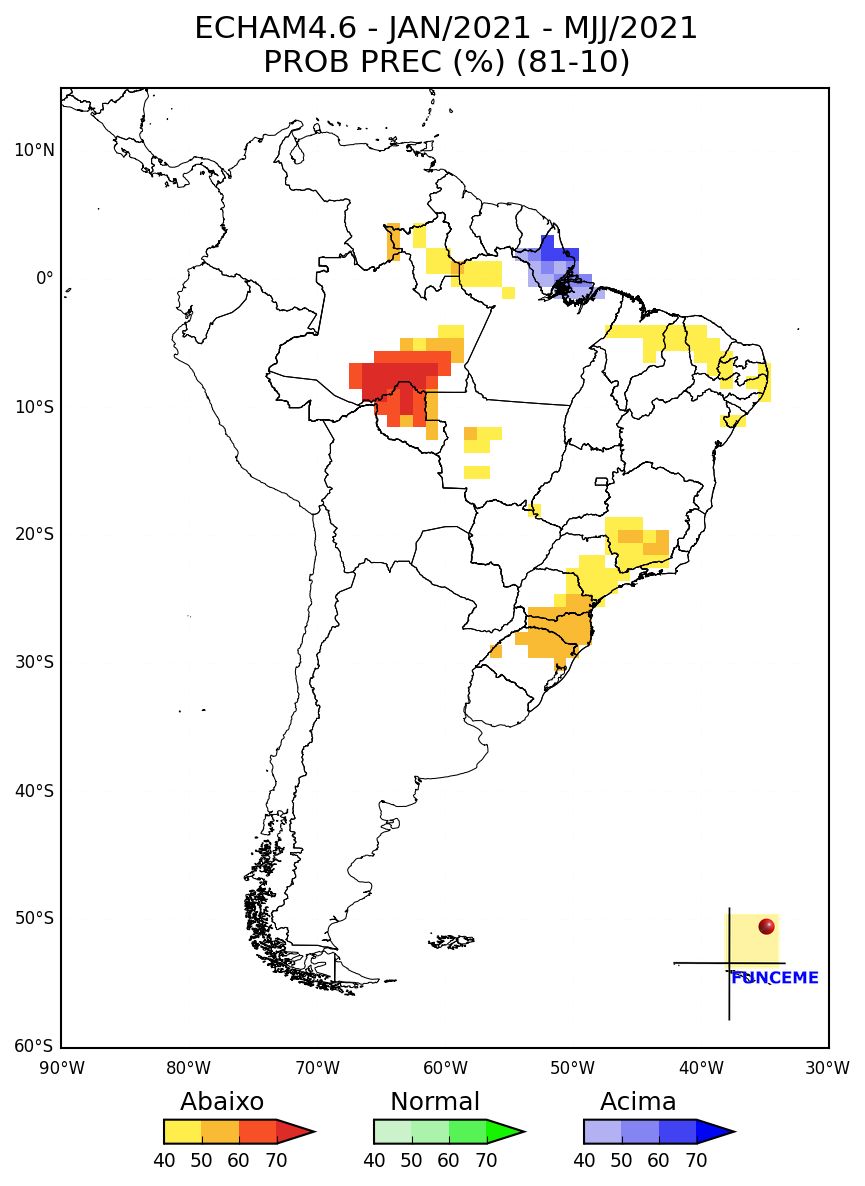 ECHAM4.6 - JAN/2021 - MJJ/2021
PROB PREC (%) (81-10)
10°N
0°
10°S
20°S
30°S
40°S
50°S
60°S
90°W 80°W 70°W 60°W 50°W 40°W 30°W
FUNCEME
Abaixo Normal Acima
40 50 60 70 40 50 60 70 40 50 60 70